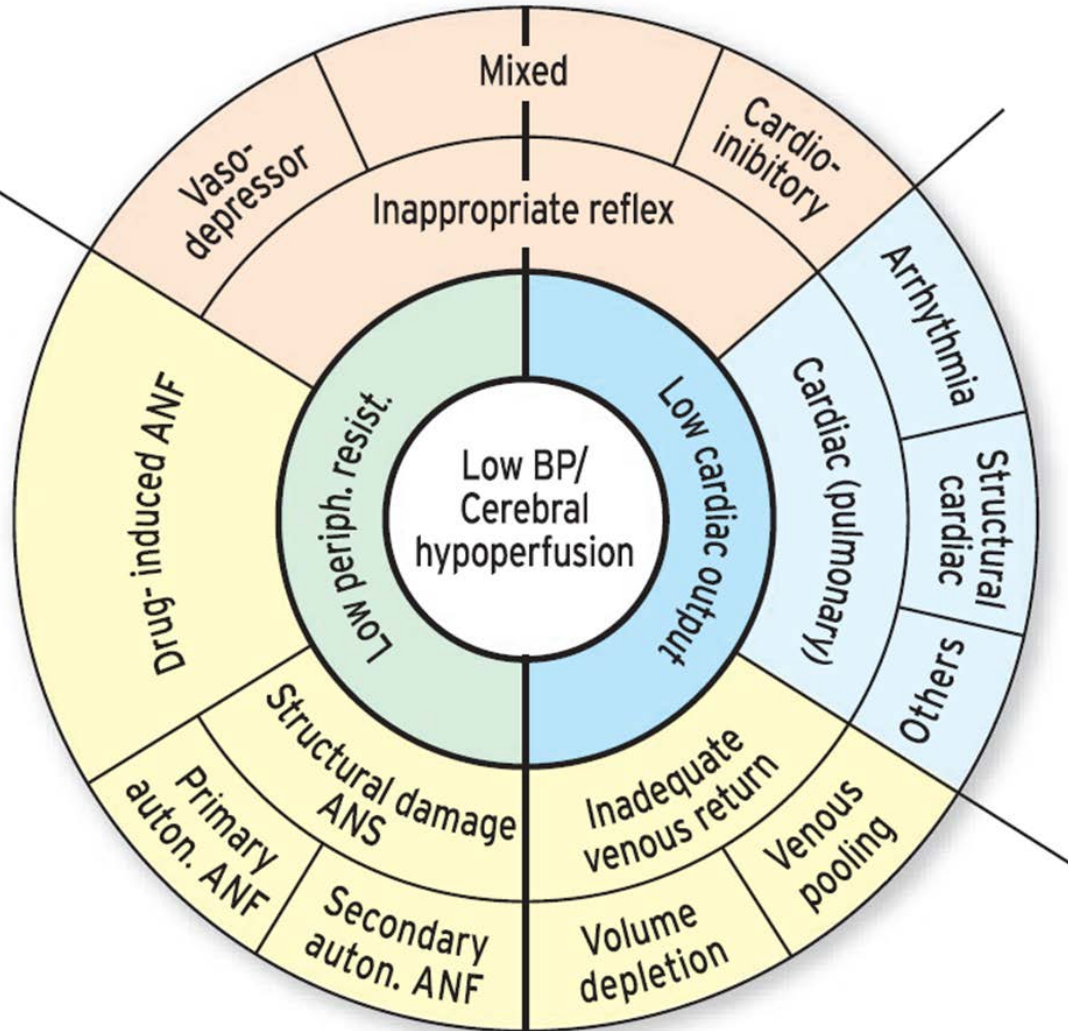 Mixed
Vaso-
depressor
Cardio-
inibitory
Inappropriate reflex
Arrhythmia
Structural
cardiac
Others
Cardiac (pulmonary)
Low cardiac output
Low BP/
Cerebral
hypoperfusion
Low periph. resist.
Drug- induced ANF
Structural damage
ANS
Primary
auton. ANF
Secondary
auton. ANF
Inadequate
venous return
Volume
depletion
Venous
pooling